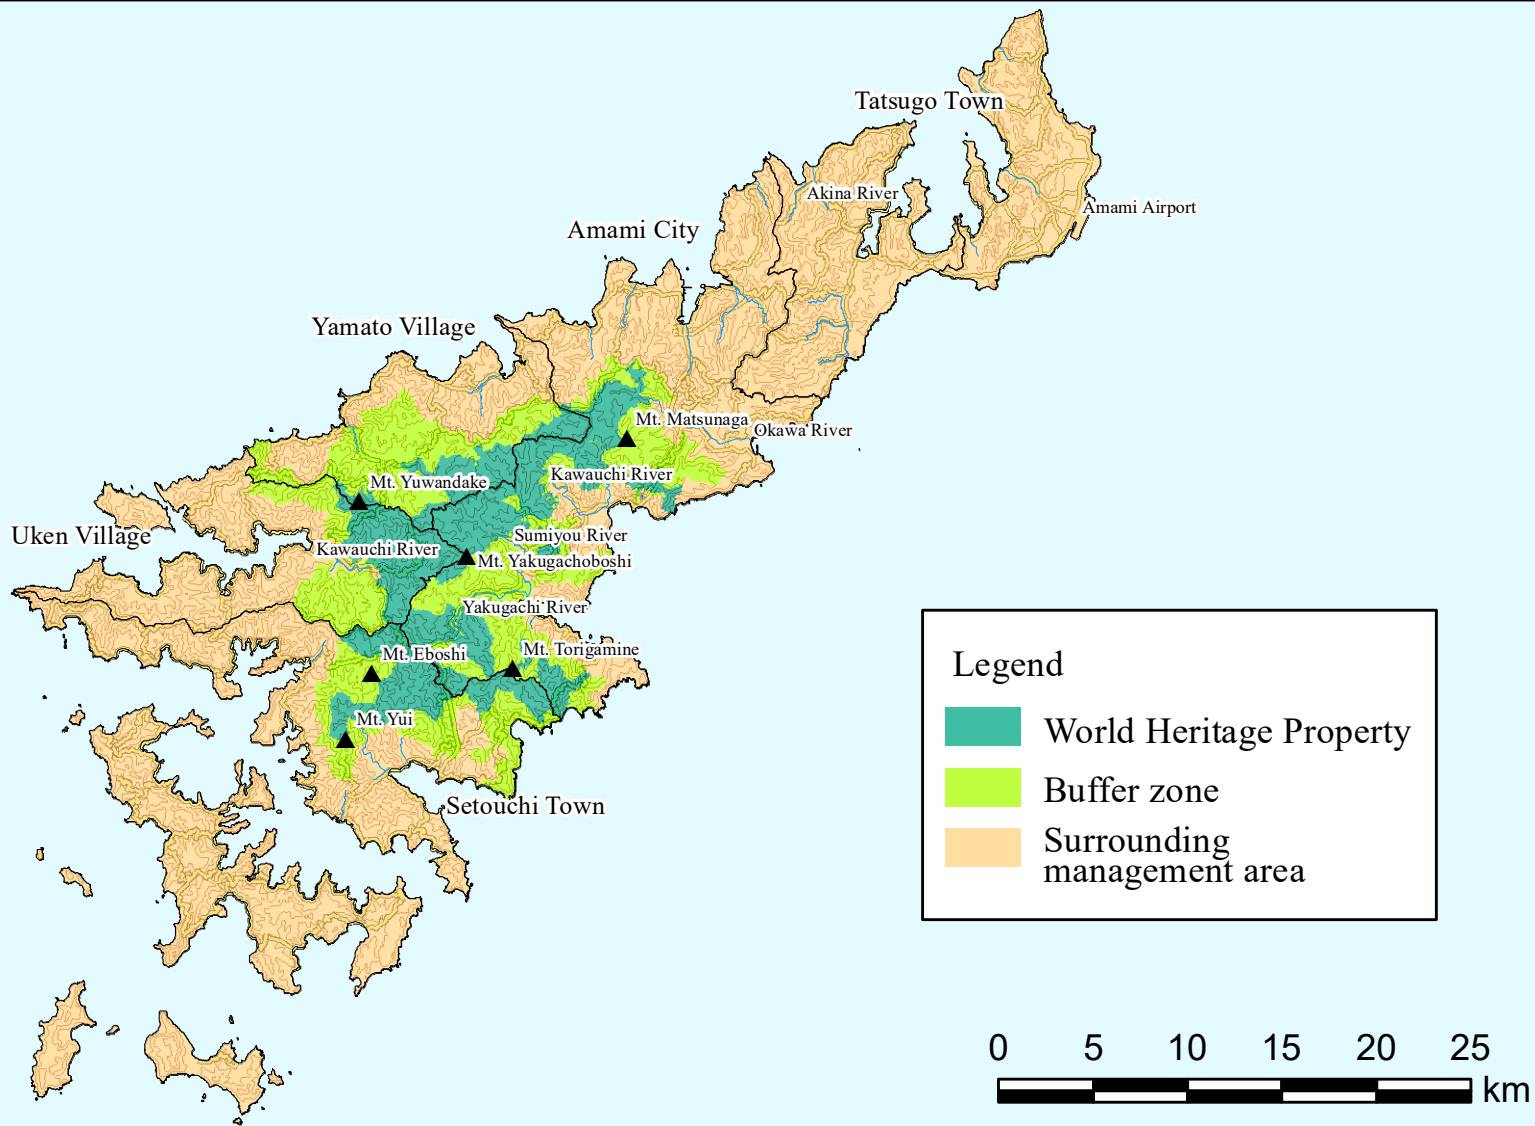 Tatsugo Town
Akina River
Amami Airport
Amami City
Yamato Village
Mt. Matsunaga
Okawa River
Kawauchi River
Mt. Yuwandake
Uken Village
Sumiyou River
Kawauchi River
Mt. Yakugachoboshi
Yakugachi River
Mt. Eboshi
Mt. Torigamine
Mt. Yui
Setouchi Town
Legend
World Heritage Property
Buffer zone
Surrounding
management area
0 5 10 15 20 25
km